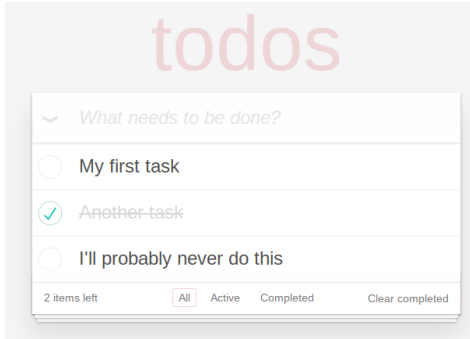 todos
What needs to be done?
My first task
Another task
I'll probably never do this
2 items left All Active Completed Clear completed